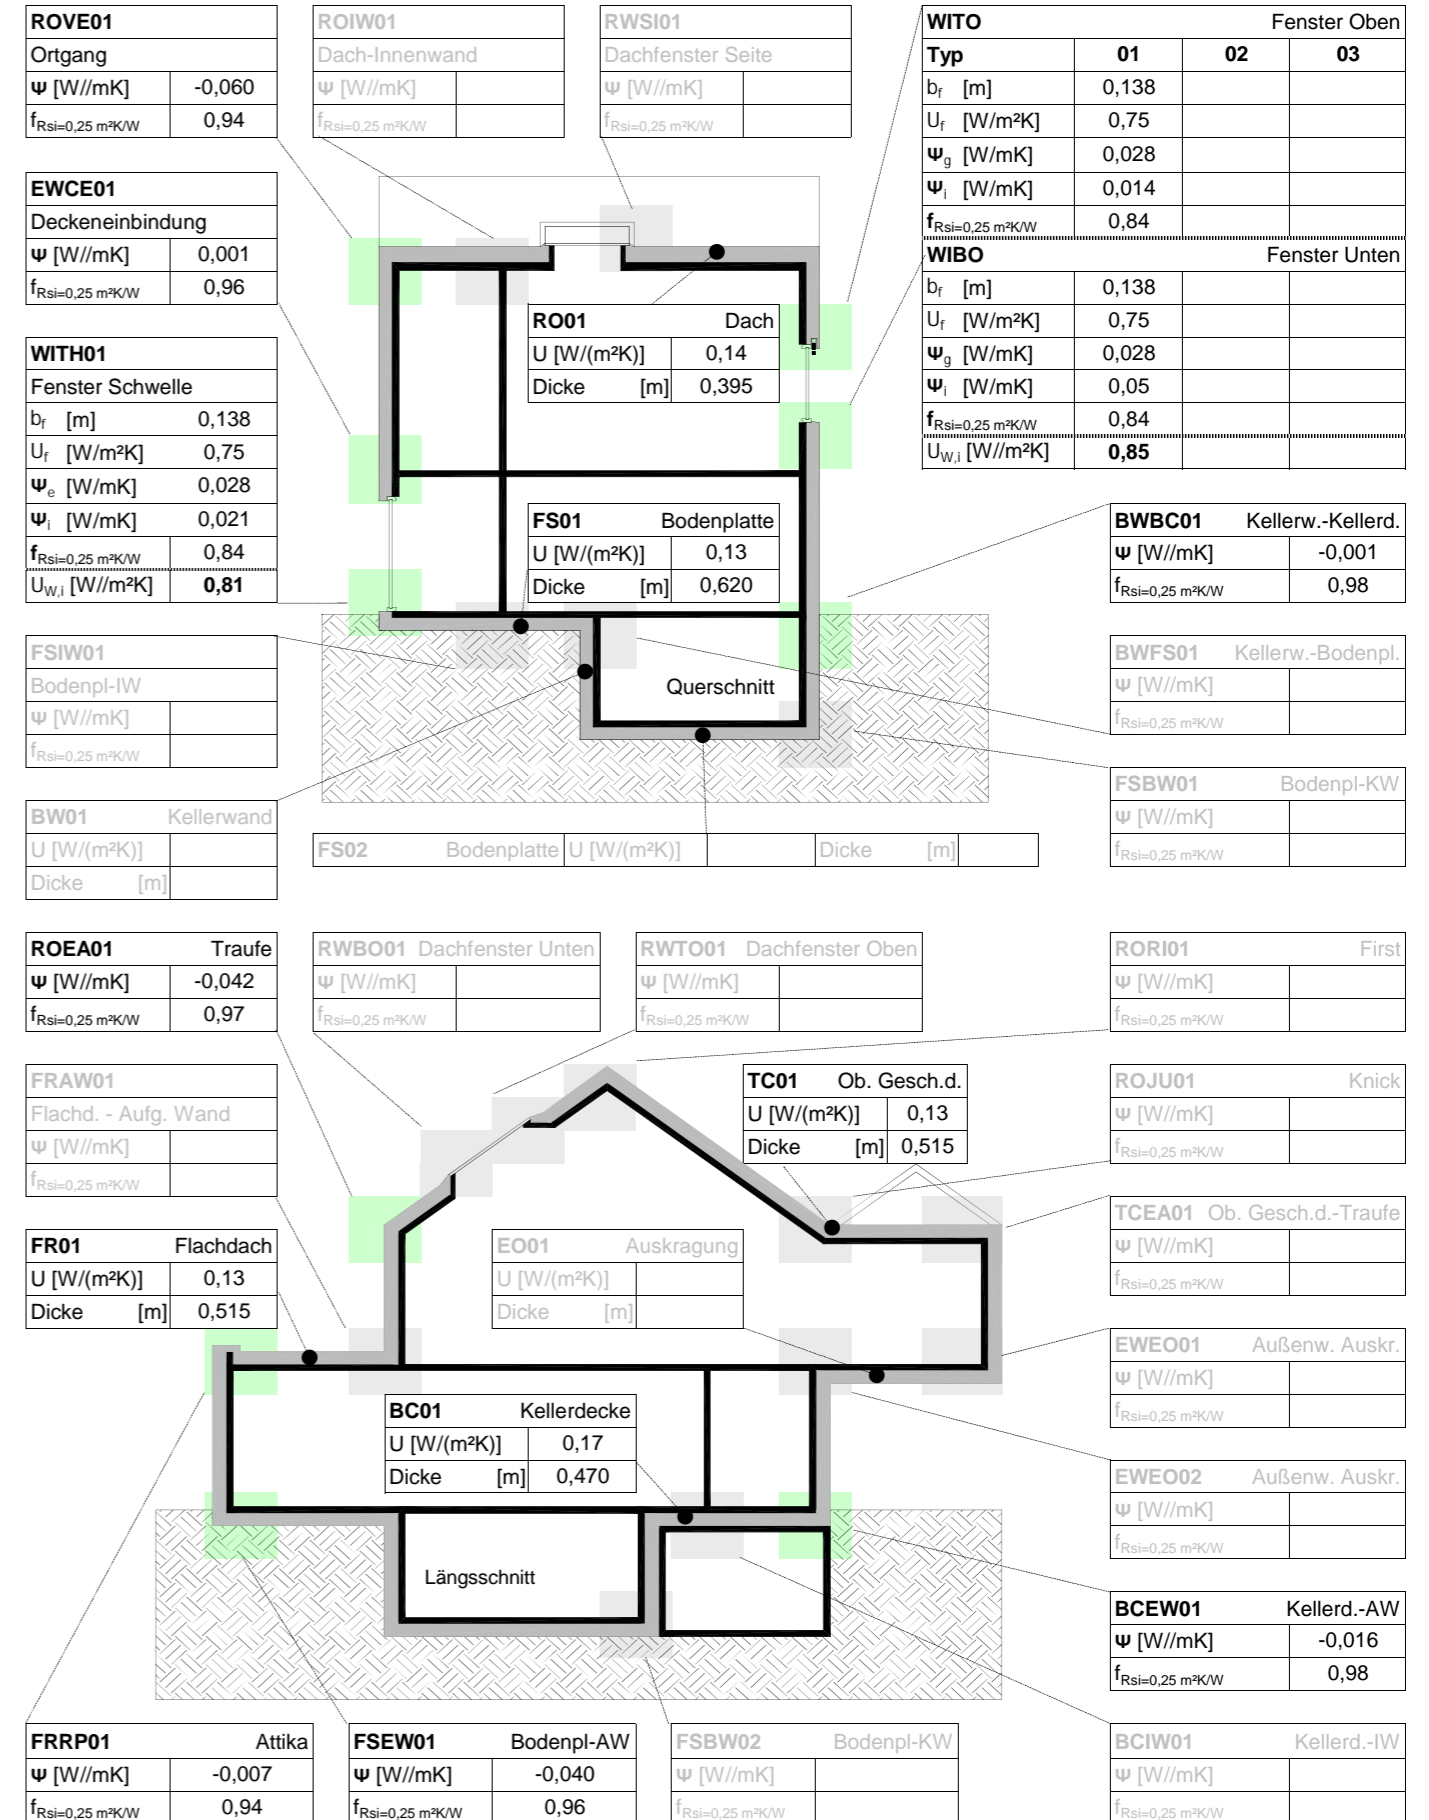 ROVE01
Ortgang
Ψ [W//mK] -0,060
fRsi=0,25 m²K/W 0,94
ROIW01
Dach-Innenwand
Ψ [W//mK]
fRsi=0,25 m²K/W
RWSI01
Dachfenster Seite
Ψ [W//mK]
fRsi=0,25 m²K/W
WITO Fenster Oben
Typ 01 02 03
bf [m] 0,138
Uf [W/m²K] 0,75
Ψg [W/mK] 0,028
Ψi [W/mK] 0,014
fRsi=0,25 m²K/W 0,84
WIBO Fenster Unten
bf [m] 0,138
Uf [W/m²K] 0,75
Ψg [W/mK] 0,028
Ψi [W/mK] 0,05
fRsi=0,25 m²K/W 0,84
UW,i [W//m²K] 0,85
EWCE01
Deckeneinbindung
Ψ [W//mK] 0,001
fRsi=0,25 m²K/W 0,96
RO01 Dach
U [W/(m²K)] 0,14
Dicke [m] 0,395
WITH01
Fenster Schwelle
bf [m] 0,138
Uf [W/m²K] 0,75
Ψe [W/mK] 0,028
Ψi [W/mK] 0,021
fRsi=0,25 m²K/W 0,84
UW,i [W//m²K] 0,81
FS01 Bodenplatte
U [W/(m²K)] 0,13
Dicke [m] 0,620
BWBC01 Kellerw.-Kellerd.
Ψ [W//mK] -0,001
fRsi=0,25 m²K/W 0,98
FSIW01
Bodenpl-IW
Ψ [W//mK]
fRsi=0,25 m²K/W
Querschnitt
BWFS01 Kellerw.-Bodenpl.
Ψ [W//mK]
fRsi=0,25 m²K/W
FSBW01 Bodenpl-KW
Ψ [W//mK]
fRsi=0,25 m²K/W
BW01 Kellerwand
U [W/(m²K)]
Dicke [m]
FS02 Bodenplatte U [W/(m²K)] Dicke [m]
ROEA01 Traufe
Ψ [W//mK] -0,042
fRsi=0,25 m²K/W 0,97
RWBO01 Dachfenster Unten
Ψ [W//mK]
fRsi=0,25 m²K/W
RWTO01 Dachfenster Oben
Ψ [W//mK]
fRsi=0,25 m²K/W
RORI01 First
Ψ [W//mK]
fRsi=0,25 m²K/W
FRAW01
Flachd. - Aufg. Wand
Ψ [W//mK]
fRsi=0,25 m²K/W
TC01 Ob. Gesch.d.
U [W/(m²K)] 0,13
Dicke [m] 0,515
ROJU01 Knick
Ψ [W//mK]
fRsi=0,25 m²K/W
TCEA01 Ob. Gesch.d.-Traufe
Ψ [W//mK]
fRsi=0,25 m²K/W
FR01 Flachdach
U [W/(m²K)] 0,13
Dicke [m] 0,515
EO01 Auskragung
U [W/(m²K)]
Dicke [m]
EWEO01 Außenw. Auskr.
Ψ [W//mK]
fRsi=0,25 m²K/W
BC01 Kellerdecke
U [W/(m²K)] 0,17
Dicke [m] 0,470
EWEO02 Außenw. Auskr.
Ψ [W//mK]
fRsi=0,25 m²K/W
Längsschnitt
BCEW01 Kellerd.-AW
Ψ [W//mK] -0,016
fRsi=0,25 m²K/W 0,98
FRRP01 Attika
Ψ [W//mK] -0,007
fRsi=0,25 m²K/W 0,94
FSEW01 Bodenpl-AW
Ψ [W//mK] -0,040
fRsi=0,25 m²K/W 0,96
FSBW02 Bodenpl-KW
Ψ [W//mK]
fRsi=0,25 m²K/W
BCIW01 Kellerd.-IW
Ψ [W//mK]
fRsi=0,25 m²K/W